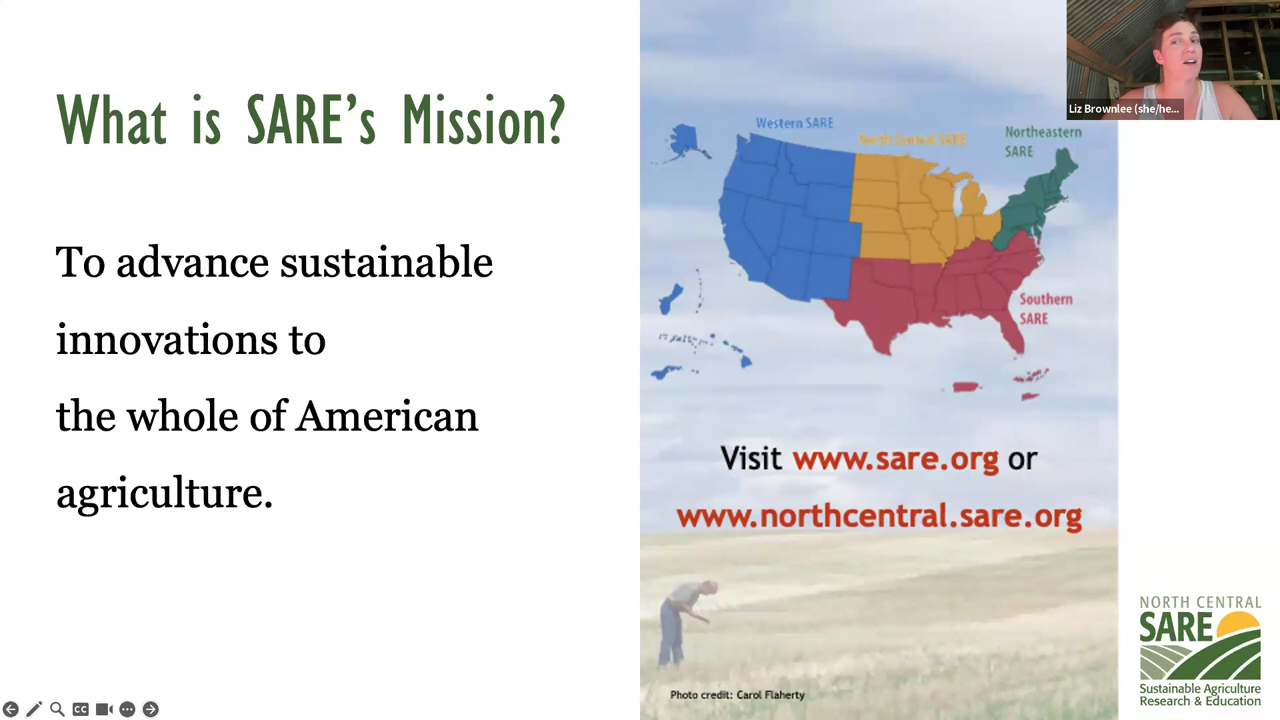 What is SARE's Mission?
To advance sustainable
innovations to
the whole of American
agriculture.
Western SARE
North Central SARE
Northeastern
SARE
Southern
SARE
Visit www.sare.org or
www.northcentral.sare.org
Photo credit: Carol Flaherty
Liz Brownlee (she/he...
NORTH CENTRAL
SARE
Sustainable Agriculture
Research & Education
CC